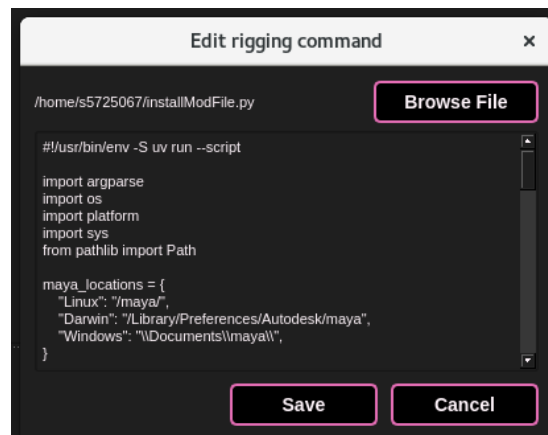 Edit rigging command ×
/home/s5725067/installModFile.py Browse File
#!/usr/bin/env -S uv run --script
import argparse
import os
import platform
import sys
from pathlib import Path
maya_locations = {
"Linux": "/maya/",
"Darwin": "/Library/Preferences/Autodesk/maya",
"Windows": "\\Documents\\maya\\",
}
Save Cancel